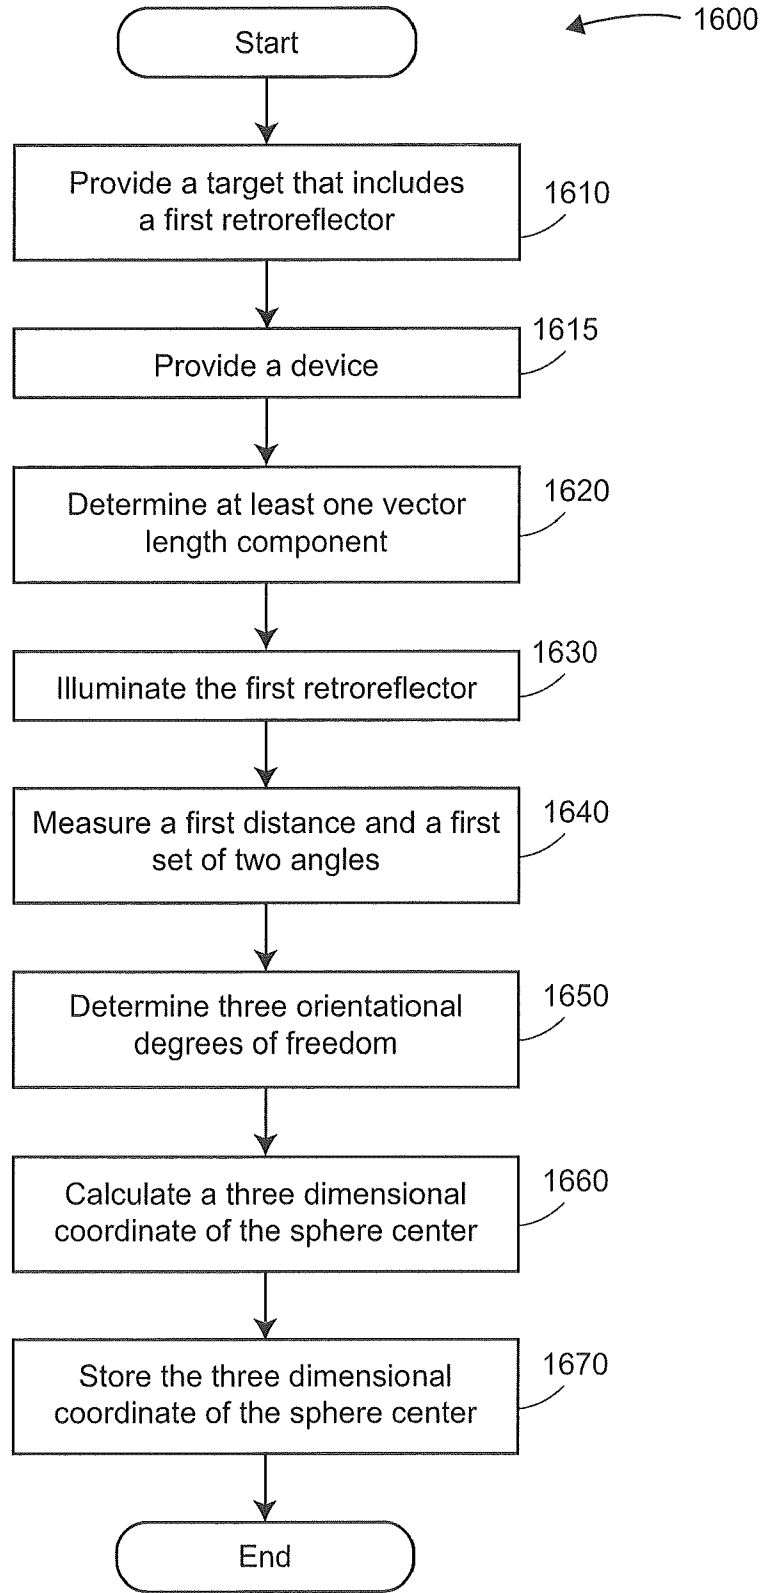 Start
1600
Provide a target that includes
a first retroreflector
1610
Provide a device
1615
Determine at least one vector
length component
1620
Illuminate the first retroreflector
1630
Measure a first distance and a first
set of two angles
1640
Determine three orientational
degrees of freedom
1650
Calculate a three dimensional
coordinate of the sphere center
1660
Store the three dimensional
coordinate of the sphere center
1670
End